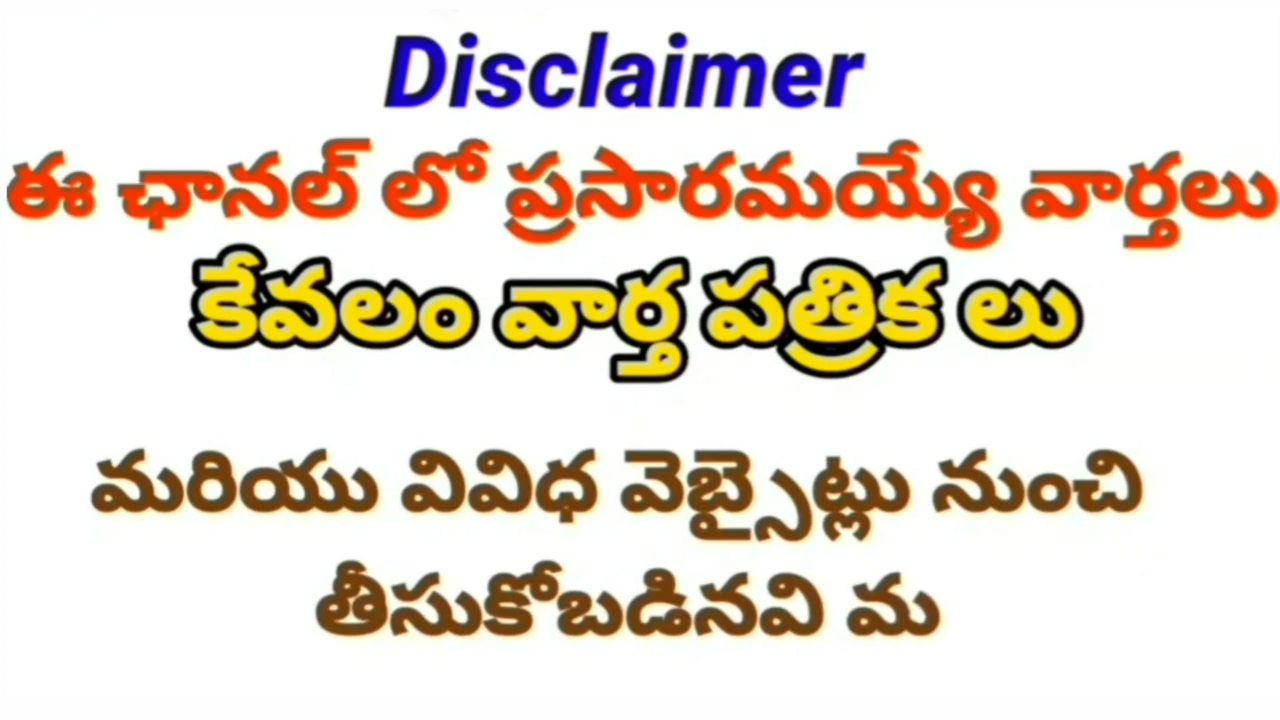 Disclaimer
ఈ ఛానల్ లో ప్రసారమయ్యే వార్తలు
కేవలం వార్త పత్రిక లు
మరియు వివిధ వెబ్సైట్లు నుంచి
తీసుకోబడినవి మ